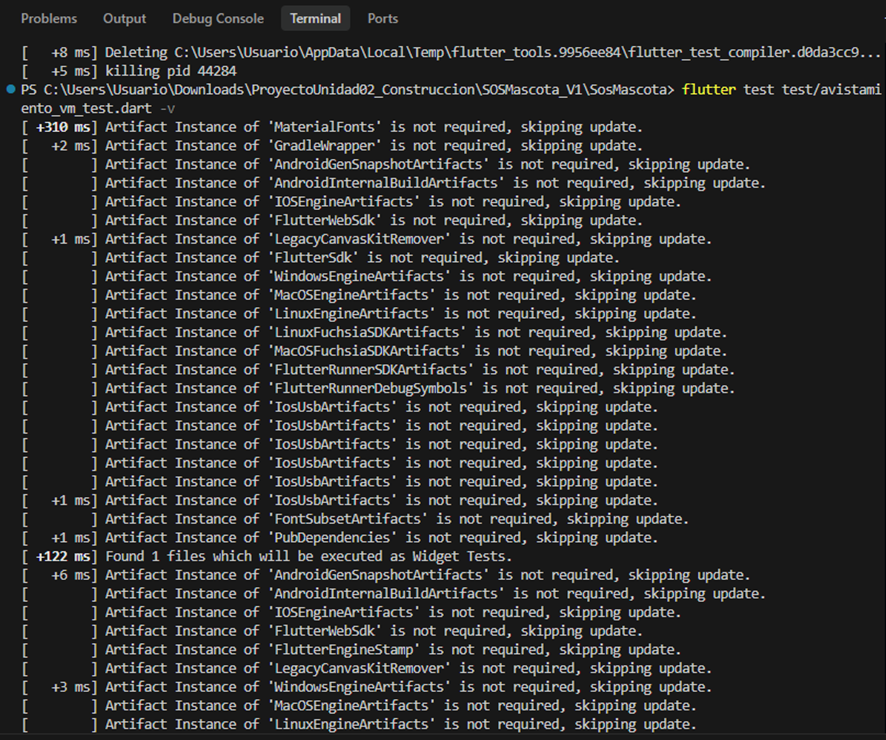 Problems Output Debug Console Terminal Ports
[   +8 ms] Deleting C:\Users\Usuario\AppData\Local\Temp\flutter_tools.9956ee84\flutter_test_compiler.d0da3cc9...
[   +5 ms] killing pid 44284
PS C:\Users\Usuario\Downloads\ProyectoUnidad02_Construccion\SOSMascota_V1\SosMascota> flutter test test/avistami
ento_vm_test.dart -v
[ +310 ms] Artifact Instance of 'MaterialFonts' is not required, skipping update.
[   +2 ms] Artifact Instance of 'GradleWrapper' is not required, skipping update.
[        ] Artifact Instance of 'AndroidGenSnapshotArtifacts' is not required, skipping update.
[        ] Artifact Instance of 'AndroidInternalBuildArtifacts' is not required, skipping update.
[        ] Artifact Instance of 'IOSEngineArtifacts' is not required, skipping update.
[        ] Artifact Instance of 'FlutterWebSdk' is not required, skipping update.
[   +1 ms] Artifact Instance of 'LegacyCanvasKitRemover' is not required, skipping update.
[        ] Artifact Instance of 'FlutterSdk' is not required, skipping update.
[        ] Artifact Instance of 'WindowsEngineArtifacts' is not required, skipping update.
[        ] Artifact Instance of 'MacOSEngineArtifacts' is not required, skipping update.
[        ] Artifact Instance of 'LinuxEngineArtifacts' is not required, skipping update.
[        ] Artifact Instance of 'LinuxFuchsiaSDKArtifacts' is not required, skipping update.
[        ] Artifact Instance of 'MacOSFuchsiaSDKArtifacts' is not required, skipping update.
[        ] Artifact Instance of 'FlutterRunnerSDKArtifacts' is not required, skipping update.
[        ] Artifact Instance of 'FlutterRunnerDebugSymbols' is not required, skipping update.
[        ] Artifact Instance of 'IosUsbArtifacts' is not required, skipping update.
[        ] Artifact Instance of 'IosUsbArtifacts' is not required, skipping update.
[        ] Artifact Instance of 'IosUsbArtifacts' is not required, skipping update.
[        ] Artifact Instance of 'IosUsbArtifacts' is not required, skipping update.
[        ] Artifact Instance of 'IosUsbArtifacts' is not required, skipping update.
[   +1 ms] Artifact Instance of 'IosUsbArtifacts' is not required, skipping update.
[        ] Artifact Instance of 'FontSubsetArtifacts' is not required, skipping update.
[   +1 ms] Artifact Instance of 'PubDependencies' is not required, skipping update.
[ +122 ms] Found 1 files which will be executed as Widget Tests.
[   +6 ms] Artifact Instance of 'AndroidGenSnapshotArtifacts' is not required, skipping update.
[        ] Artifact Instance of 'AndroidInternalBuildArtifacts' is not required, skipping update.
[        ] Artifact Instance of 'IOSEngineArtifacts' is not required, skipping update.
[        ] Artifact Instance of 'FlutterWebSdk' is not required, skipping update.
[        ] Artifact Instance of 'FlutterEngineStamp' is not required, skipping update.
[        ] Artifact Instance of 'LegacyCanvasKitRemover' is not required, skipping update.
[   +3 ms] Artifact Instance of 'WindowsEngineArtifacts' is not required, skipping update.
[        ] Artifact Instance of 'MacOSEngineArtifacts' is not required, skipping update.
[        ] Artifact Instance of 'LinuxEngineArtifacts' is not required, skipping update.